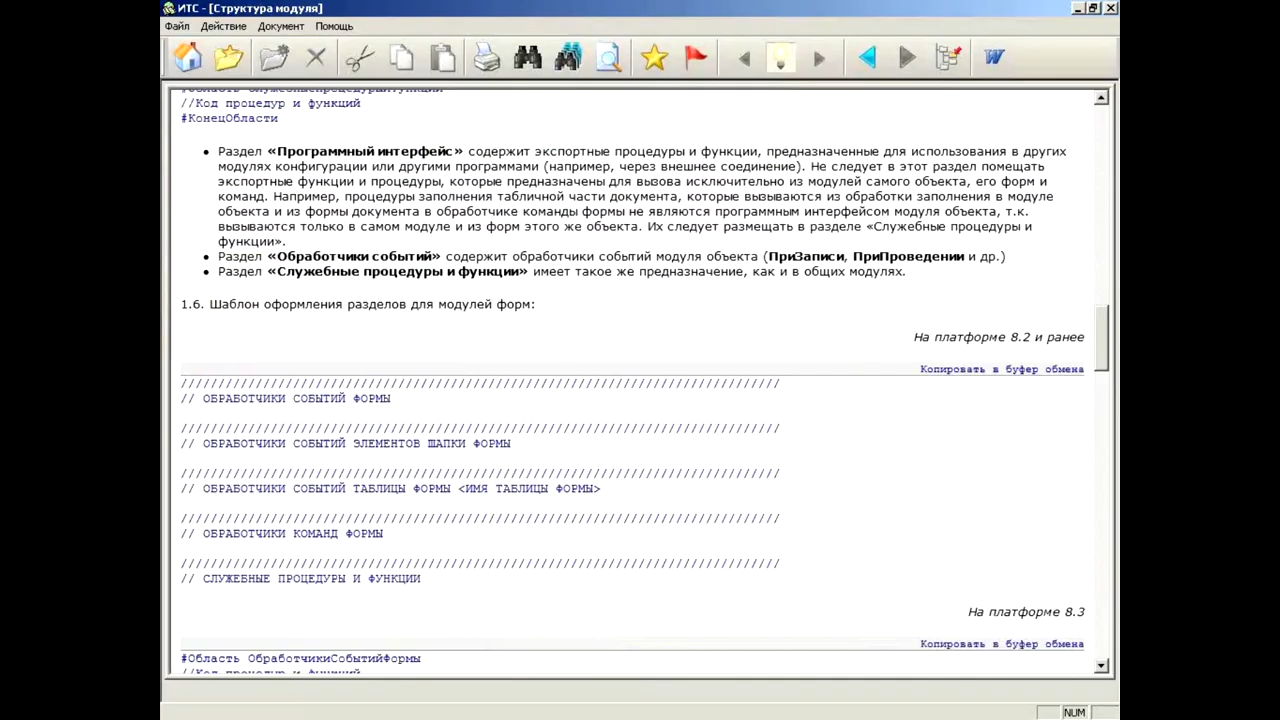 ИТС - [Структура модуля]
Файл Действие Документ Помощь
//Код процедур и функций
#КонецОбласти
• Раздел «Программный интерфейс» содержит экспортные процедуры и функции, предназначенные для использования в других
модулях конфигурации или другими программами (например, через внешнее соединение). Не следует в этот раздел помещать
экспортные функции и процедуры, которые предназначены для вызова исключительно из модулей самого объекта, его форм и
команд. Например, процедуры заполнения табличной части документа, которые вызываются из обработки заполнения в модуле
объекта и из формы документа в обработчике команды формы не являются программным интерфейсом модуля объекта, т.к.
вызываются только в самом модуле и из форм этого же объекта. Их следует размещать в разделе «Служебные процедуры и
функции».
• Раздел «Обработчики событий» содержит обработчики событий модуля объекта (ПриЗаписи, ПриПроведении и др.)
• Раздел «Служебные процедуры и функции» имеет такое же предназначение, как и в общих модулях.
1.6. Шаблон оформления разделов для модулей форм:
На платформе 8.2 и ранее
Копировать в буфер обмена
////////////////////////////////////////////////////////////////////////////////
// ОБРАБОТЧИКИ СОБЫТИЙ ФОРМЫ
////////////////////////////////////////////////////////////////////////////////
// ОБРАБОТЧИКИ СОБЫТИЙ ЭЛЕМЕНТОВ ШАПКИ ФОРМЫ
////////////////////////////////////////////////////////////////////////////////
// ОБРАБОТЧИКИ СОБЫТИЙ ТАБЛИЦЫ ФОРМЫ <ИМЯ ТАБЛИЦЫ ФОРМЫ>
////////////////////////////////////////////////////////////////////////////////
// ОБРАБОТЧИКИ КОМАНД ФОРМЫ
////////////////////////////////////////////////////////////////////////////////
// СЛУЖЕБНЫЕ ПРОЦЕДУРЫ И ФУНКЦИИ
На платформе 8.3
Копировать в буфер обмена
#Область ОбработчикиСобытийФормы
//Код процедур и функций
NUM